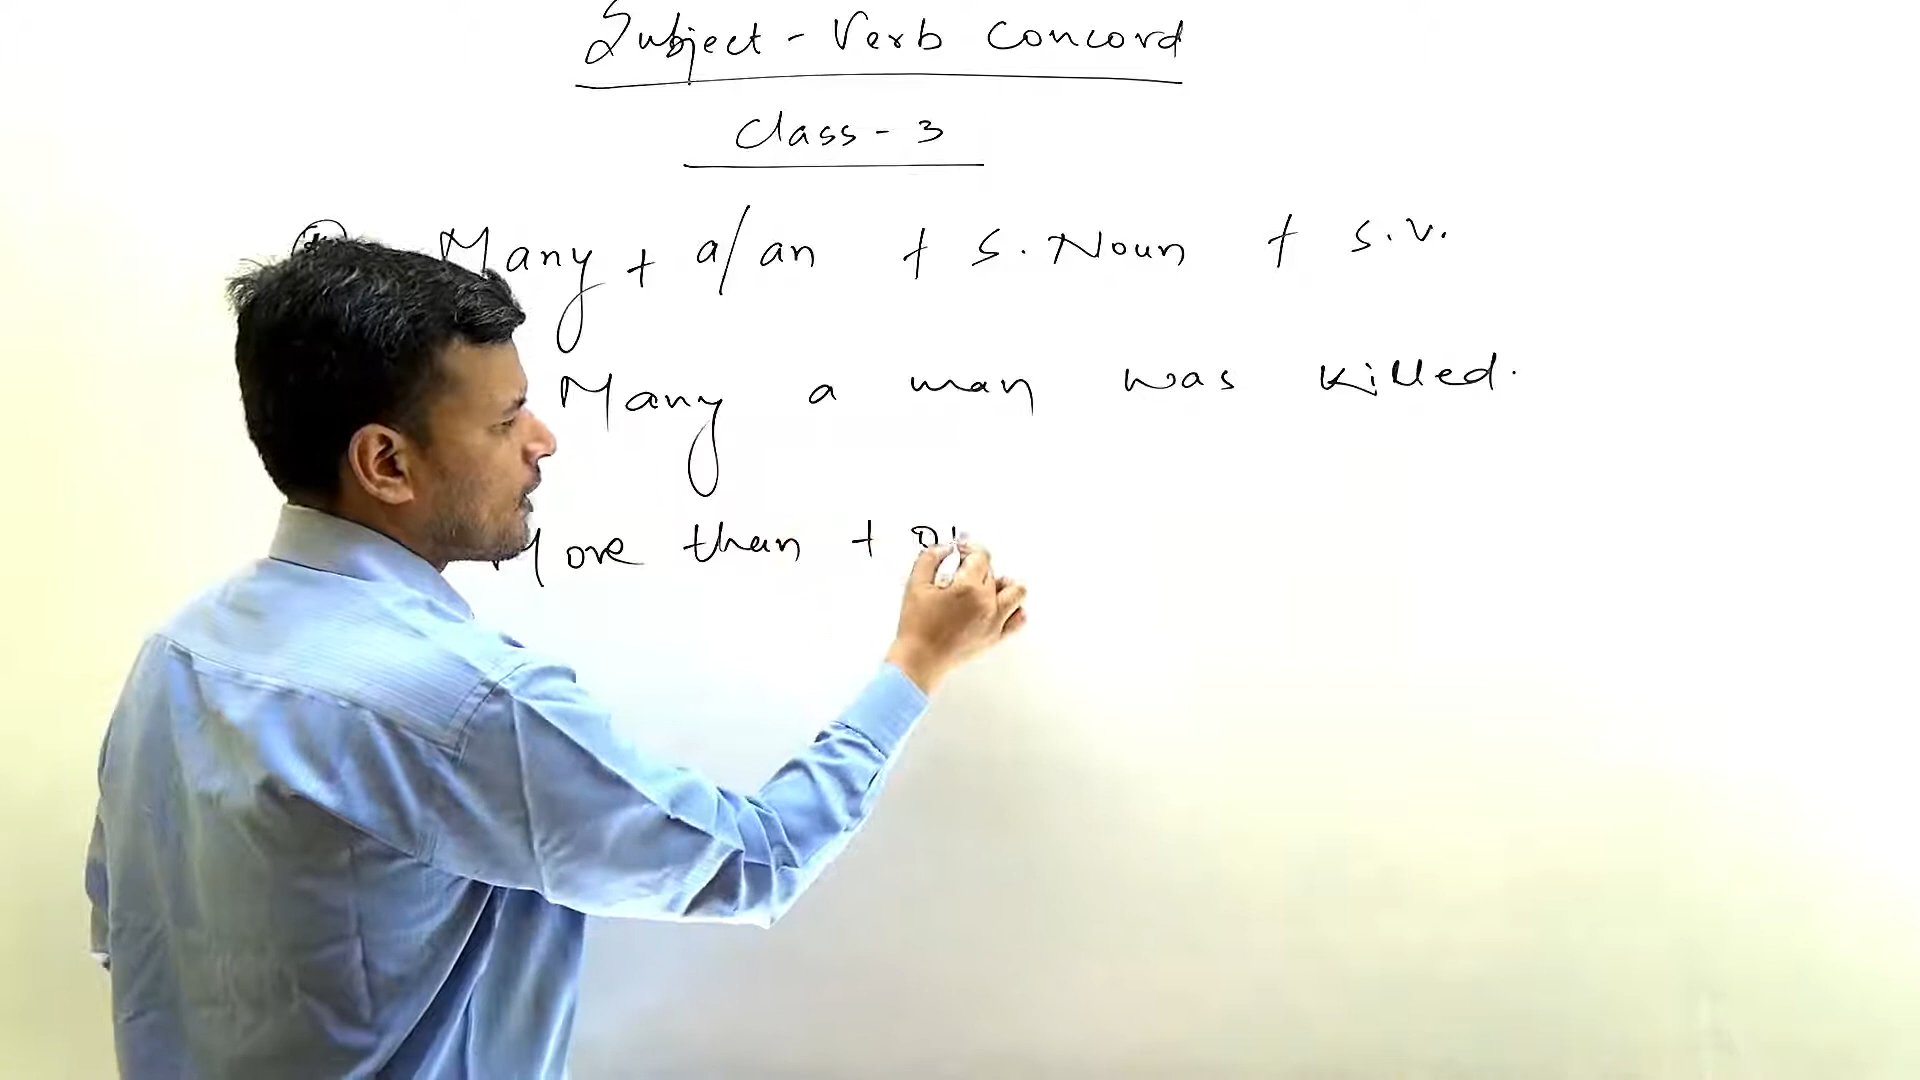 Subject - Verb Concord
Class - 3
Many + a/an + S. Noun + S.V.
Many a man was killed.
More than +